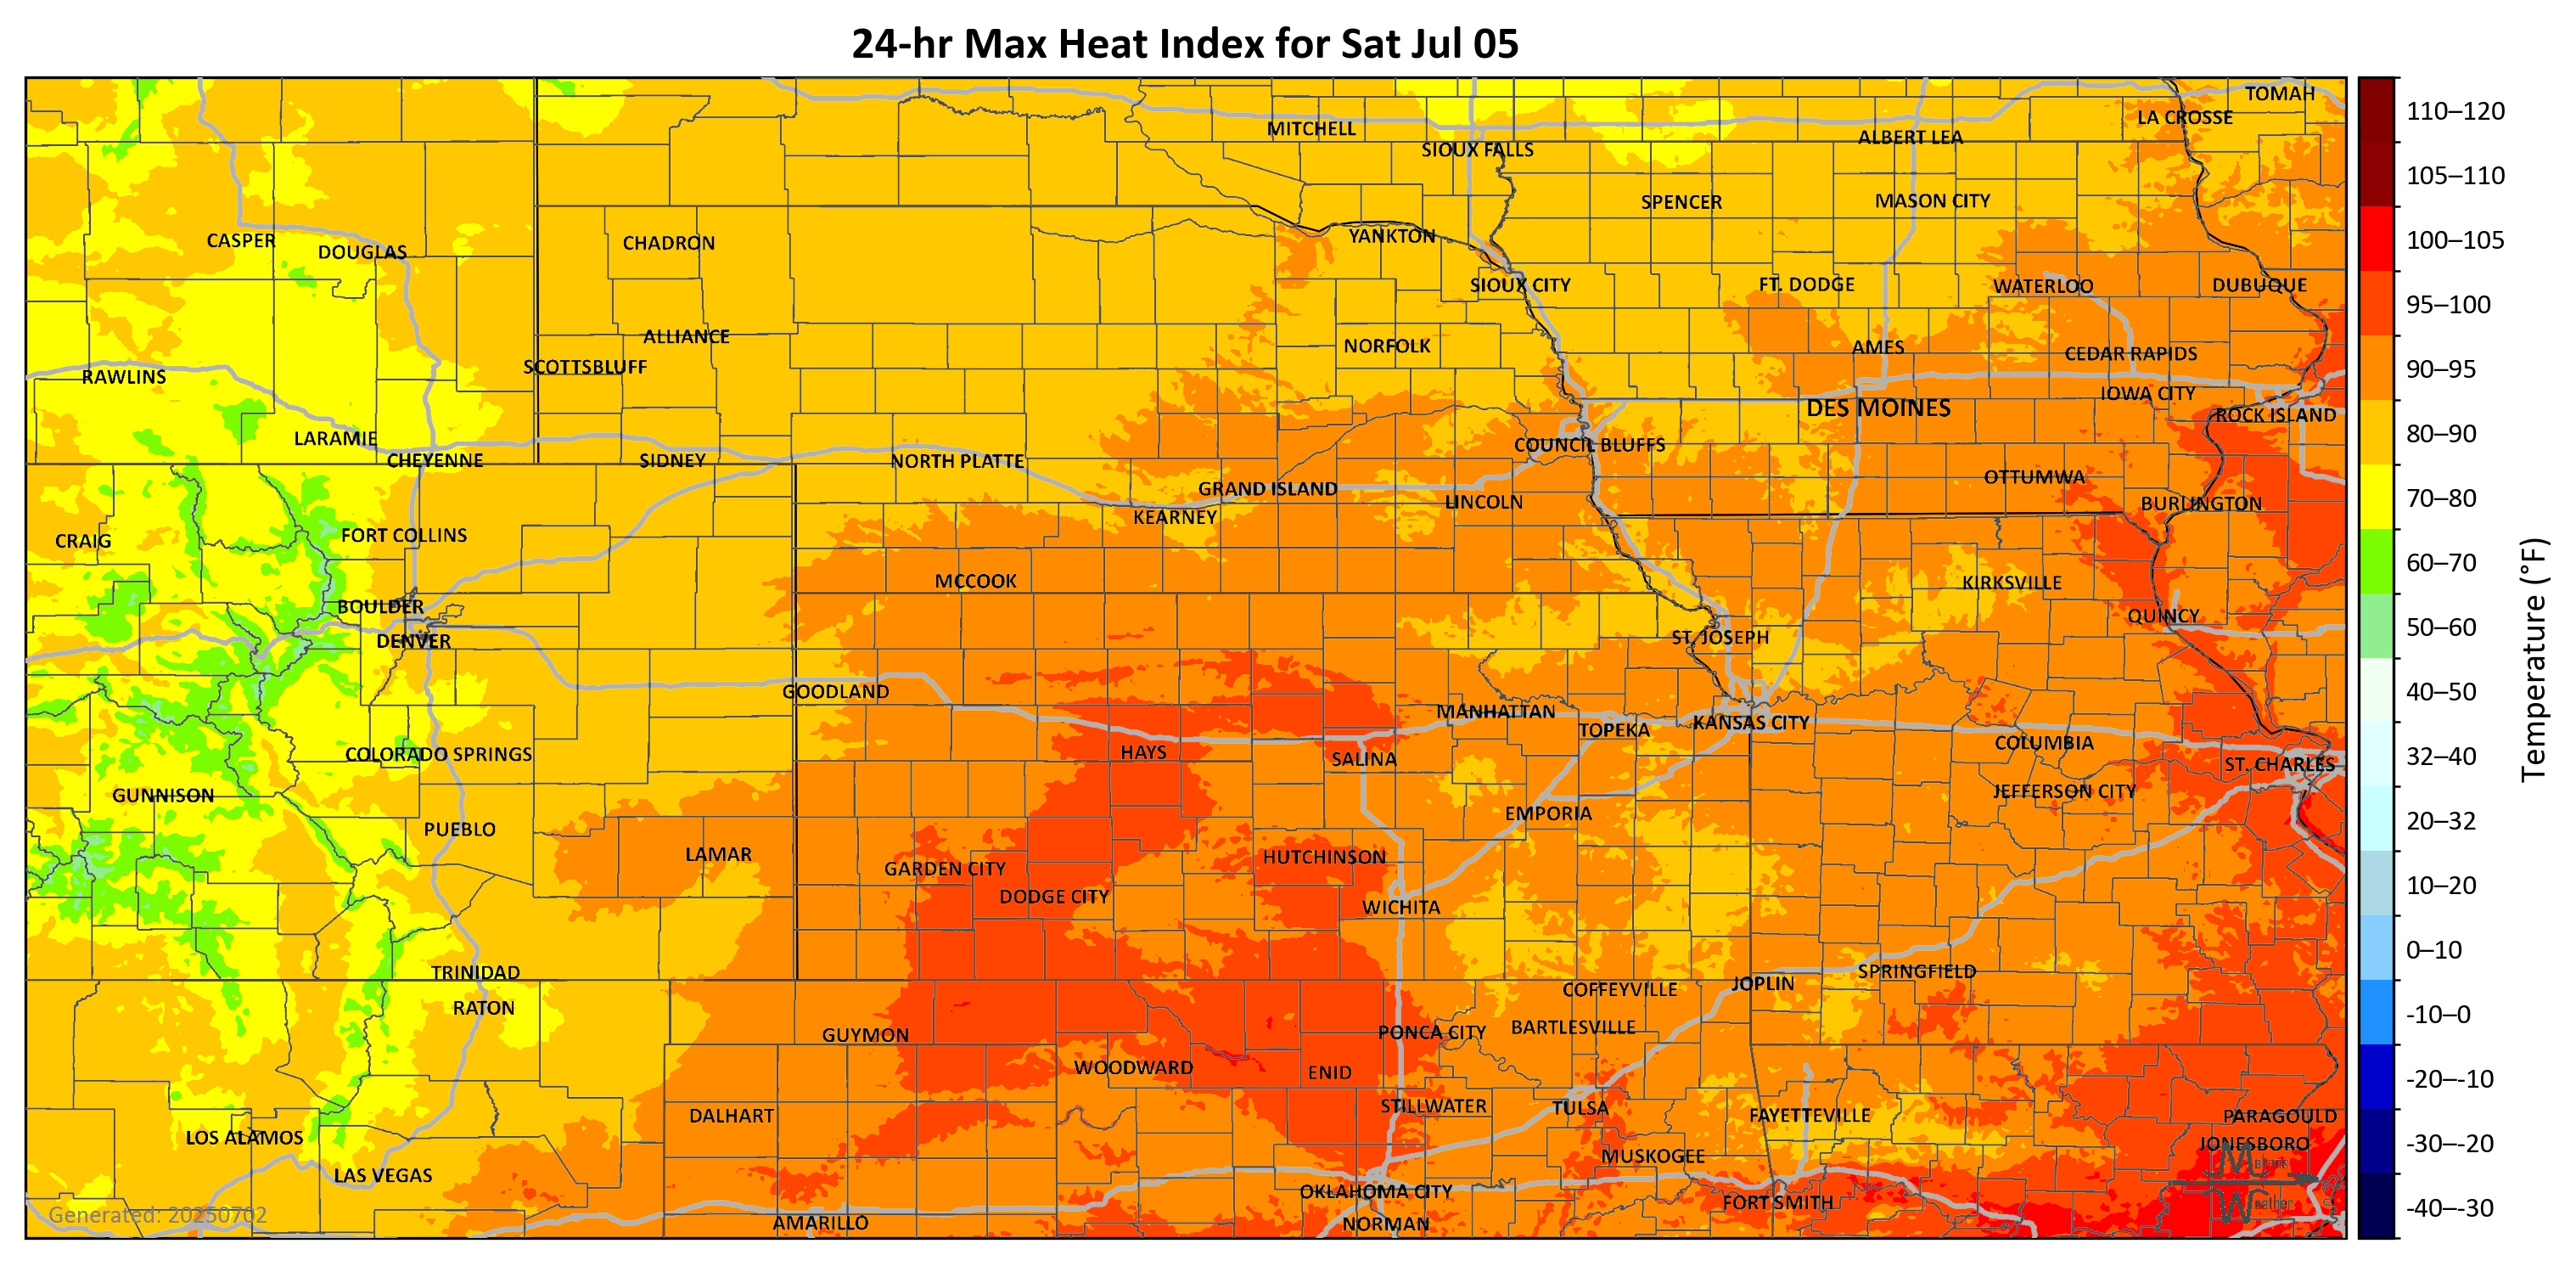 24-hr Max Heat Index for Sat Jul 05
TOMAH
LA CROSSE
MITCHELL
ALBERT LEA
SIOUX FALLS
SPENCER
MASON CITY
YANKTON
CASPER
CHADRON
DOUGLAS
SIOUX CITY
FT. DODGE
WATERLOO
DUBUQUE
ALLIANCE
NORFOLK
AMES
CEDAR RAPIDS
SCOTTSBLUFF
RAWLINS
IOWA CITY
DES MOINES
ROCK ISLAND
LARAMIE
COUNCIL BLUFFS
CHEYENNE
SIDNEY
NORTH PLATTE
OTTUMWA
GRAND ISLAND
LINCOLN
BURLINGTON
KEARNEY
FORT COLLINS
CRAIG
MCCOOK
KIRKSVILLE
BOULDER
QUINCY
DENVER
ST. JOSEPH
GOODLAND
MANHATTAN
KANSAS CITY
TOPEKA
COLUMBIA
COLORADO SPRINGS
HAYS
SALINA
ST. CHARLES
GUNNISON
JEFFERSON CITY
EMPORIA
PUEBLO
LAMAR
HUTCHINSON
GARDEN CITY
DODGE CITY
WICHITA
TRINIDAD
SPRINGFIELD
JOPLIN
COFFEYVILLE
RATON
GUYMON
PONCA CITY
BARTLESVILLE
WOODWARD
ENID
STILLWATER
TULSA
DALHART
FAYETTEVILLE
PARAGOULD
LOS ALAMOS
JONESBORO
MUSKOGEE
LAS VEGAS
OKLAHOMA CITY
FORT SMITH
AMARILLO
NORMAN
Generated: 20250702
110–120
105–110
100–105
95–100
90–95
80–90
70–80
60–70
50–60
40–50
32–40
20–32
10–20
0–10
-10–0
-20–-10
-30–-20
-40–-30
Temperature (°F)